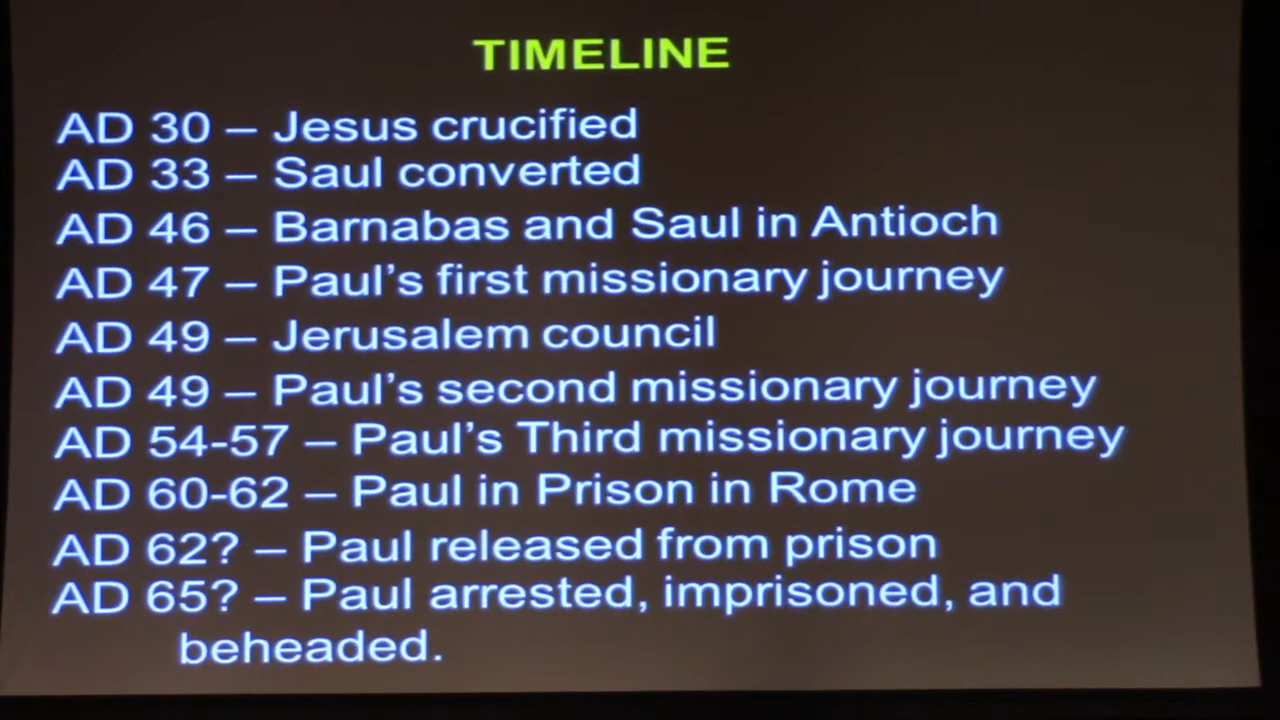 TIMELINE
AD 30 – Jesus crucified
AD 33 – Saul converted
AD 46 – Barnabas and Saul in Antioch
AD 47 – Paul's first missionary journey
AD 49 – Jerusalem council
AD 49 – Paul's second missionary journey
AD 54-57 – Paul's Third missionary journey
AD 60-62 – Paul in Prison in Rome
AD 62? – Paul released from prison
AD 65? – Paul arrested, imprisoned, and
beheaded.